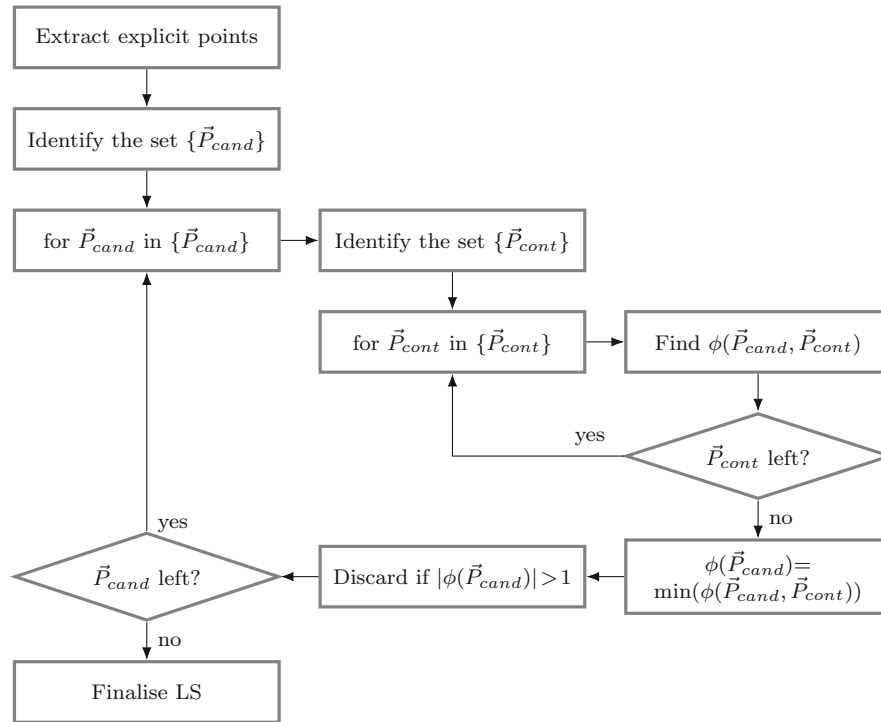 Extract explicit points
Identify the set {P⃗_cand}
for P⃗_cand in {P⃗_cand}
Identify the set {P⃗_cont}
for P⃗_cont in {P⃗_cont}
Find ϕ(P⃗_cand, P⃗_cont)
P⃗_cont left?
yes
no
ϕ(P⃗_cand)=
min(ϕ(P⃗_cand, P⃗_cont))
Discard if |ϕ(P⃗_cand)|>1
P⃗_cand left?
yes
no
Finalise LS